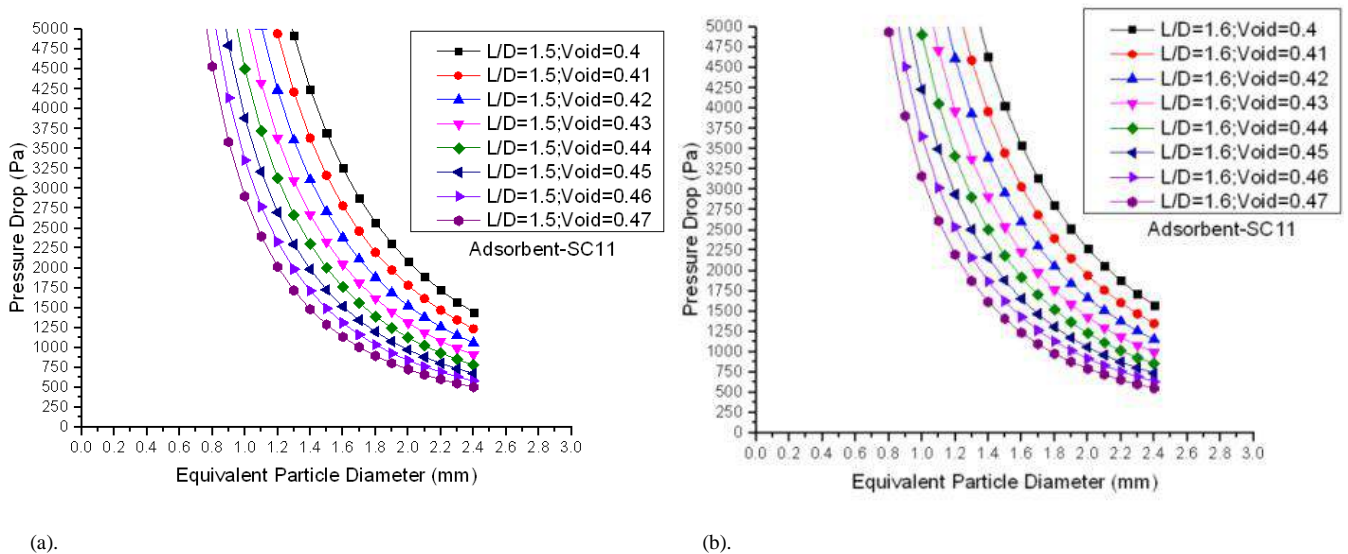 5000
4750
4500
4250
4000
3750
3500
3250
3000
2750
2500
2250
2000
1750
1500
1250
1000
750
500
250
0
Pressure Drop (Pa)
0.0 0.2 0.4 0.6 0.8 1.0 1.2 1.4 1.6 1.8 2.0 2.2 2.4 2.6 2.8 3.0
Equivalent Particle Diameter (mm)
L/D=1.5;Void=0.4
L/D=1.5;Void=0.41
L/D=1.5;Void=0.42
L/D=1.5;Void=0.43
L/D=1.5;Void=0.44
L/D=1.5;Void=0.45
L/D=1.5;Void=0.46
L/D=1.5;Void=0.47
Adsorbent-SC11
(a).
5000
4750
4500
4250
4000
3750
3500
3250
3000
2750
2500
2250
2000
1750
1500
1250
1000
750
500
250
0
Pressure Drop (Pa)
0.0 0.2 0.4 0.6 0.8 1.0 1.2 1.4 1.6 1.8 2.0 2.2 2.4 2.6 2.8 3.0
Equivalent Particle Diameter (mm)
L/D=1.6;Void=0.4
L/D=1.6;Void=0.41
L/D=1.6;Void=0.42
L/D=1.6;Void=0.43
L/D=1.6;Void=0.44
L/D=1.6;Void=0.45
L/D=1.6;Void=0.46
L/D=1.6;Void=0.47
Adsorbent-SC11
(b).